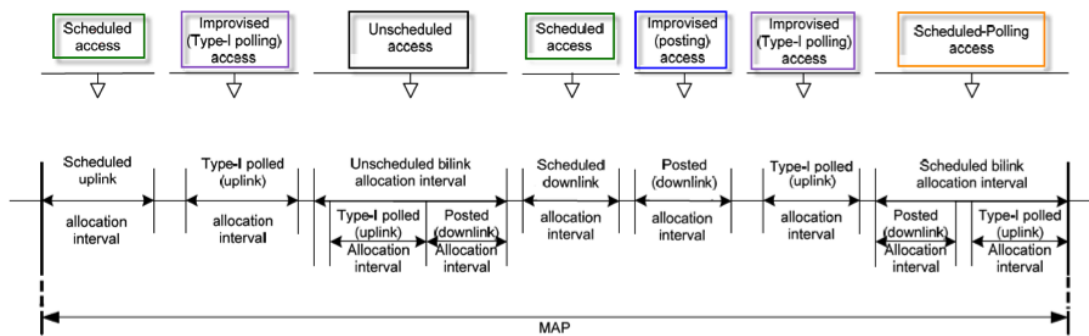 Scheduled
access
Improvised
(Type-I polling)
access
Unscheduled
access
Scheduled
access
Improvised
(posting)
access
Improvised
(Type-I polling)
access
Scheduled-Polling
access
Scheduled
uplink
allocation
interval
Type-I polled
(uplink)
allocation
interval
Unscheduled bilink
allocation interval
Type-I polled
(uplink)
Allocation
interval
Posted
(downlink)
Allocation
interval
Scheduled
downlink
allocation
interval
Posted
(downlink)
allocation
interval
Type-I polled
(uplink)
allocation
interval
Scheduled bilink
allocation interval
Posted
(downlink)
Allocation
interval
Type-I polled
(uplink)
Allocation
interval
MAP